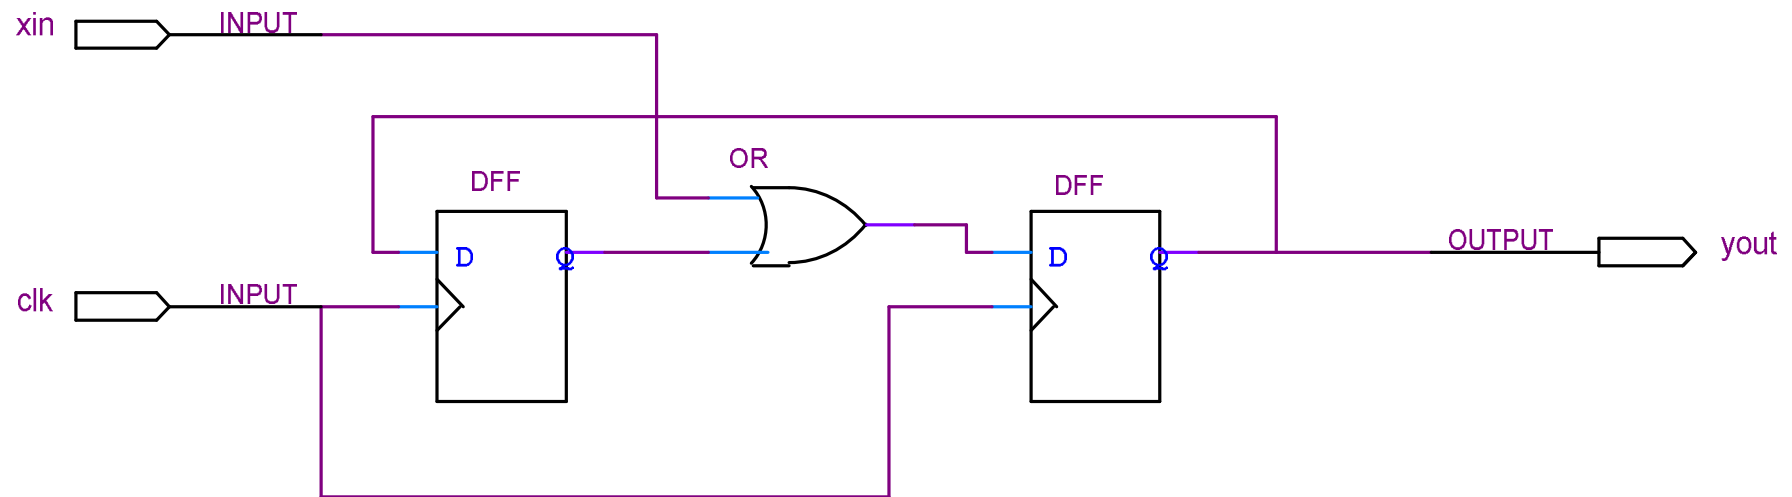 xin
INPUT
OR
DFF
DFF
D
Q
D
Q
OUTPUT
yout
clk
INPUT